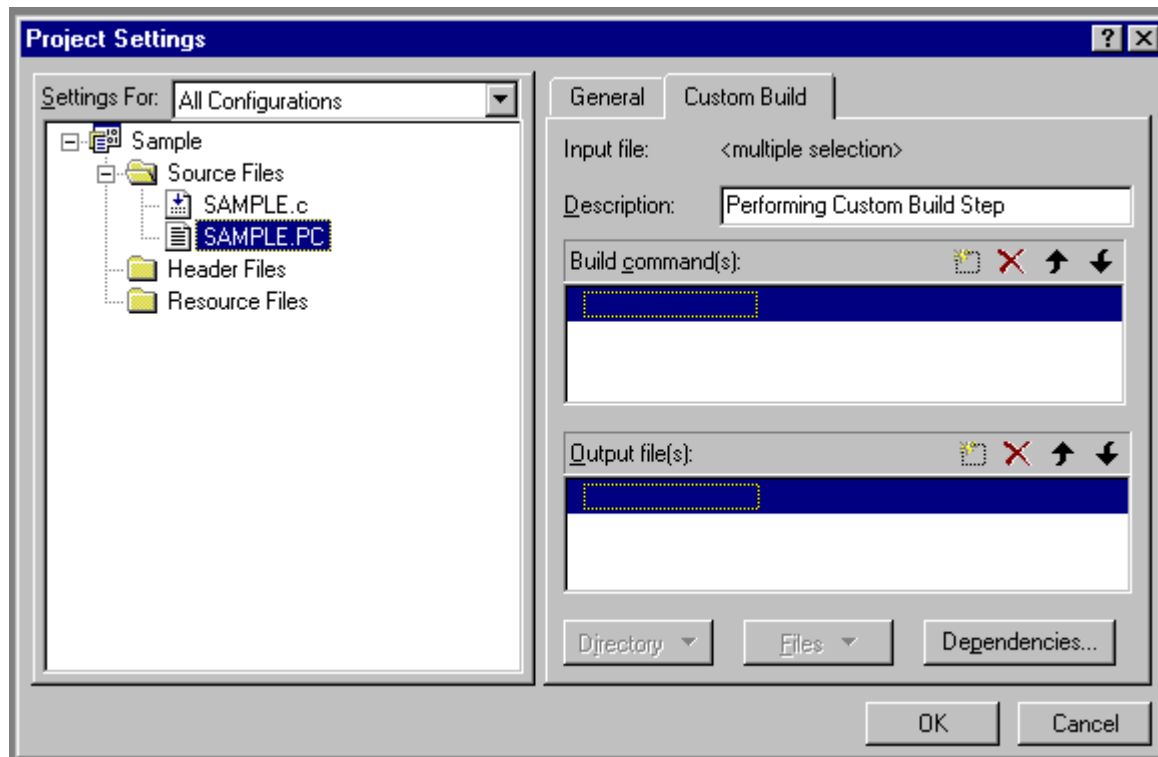 Project Settings
Settings For: All Configurations
Sample
Source Files
SAMPLE.c
SAMPLE.PC
Header Files
Resource Files
General Custom Build
Input file: <multiple selection>
Description: Performing Custom Build Step
Build command(s):
Output file(s):
Directory Files Dependencies...
OK Cancel